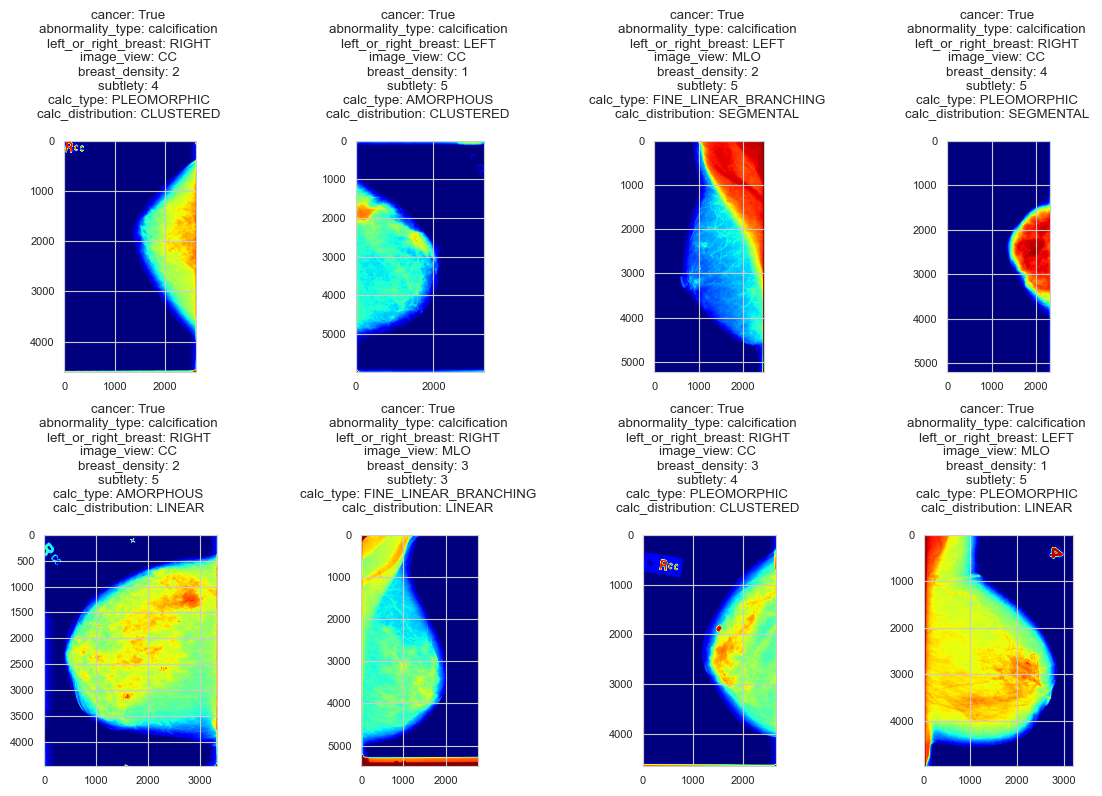 cancer: True
abnormality_type: calcification
left_or_right_breast: RIGHT
image_view: CC
breast_density: 2
subtlety: 4
calc_type: PLEOMORPHIC
calc_distribution: CLUSTERED
0
1000
2000
3000
4000
Rcc
0
1000
2000
cancer: True
abnormality_type: calcification
left_or_right_breast: LEFT
image_view: CC
breast_density: 1
subtlety: 5
calc_type: AMORPHOUS
calc_distribution: CLUSTERED
0
1000
2000
3000
4000
5000
0
2000
cancer: True
abnormality_type: calcification
left_or_right_breast: LEFT
image_view: MLO
breast_density: 2
subtlety: 5
calc_type: FINE_LINEAR_BRANCHING
calc_distribution: SEGMENTAL
0
1000
2000
3000
4000
5000
0
1000
2000
cancer: True
abnormality_type: calcification
left_or_right_breast: RIGHT
image_view: CC
breast_density: 4
subtlety: 5
calc_type: PLEOMORPHIC
calc_distribution: SEGMENTAL
0
1000
2000
3000
4000
5000
0
1000
2000
cancer: True
abnormality_type: calcification
left_or_right_breast: RIGHT
image_view: CC
breast_density: 2
subtlety: 5
calc_type: AMORPHOUS
calc_distribution: LINEAR
0
500
1000
1500
2000
2500
3000
3500
4000
0
1000
2000
3000
cancer: True
abnormality_type: calcification
left_or_right_breast: RIGHT
image_view: MLO
breast_density: 3
subtlety: 3
calc_type: FINE_LINEAR_BRANCHING
calc_distribution: LINEAR
0
1000
2000
3000
4000
5000
0
1000
2000
cancer: True
abnormality_type: calcification
left_or_right_breast: RIGHT
image_view: CC
breast_density: 3
subtlety: 4
calc_type: PLEOMORPHIC
calc_distribution: CLUSTERED
0
1000
2000
3000
4000
Rcc
0
1000
2000
cancer: True
abnormality_type: calcification
left_or_right_breast: LEFT
image_view: MLO
breast_density: 1
subtlety: 5
calc_type: PLEOMORPHIC
calc_distribution: LINEAR
0
1000
2000
3000
4000
0
1000
2000
3000